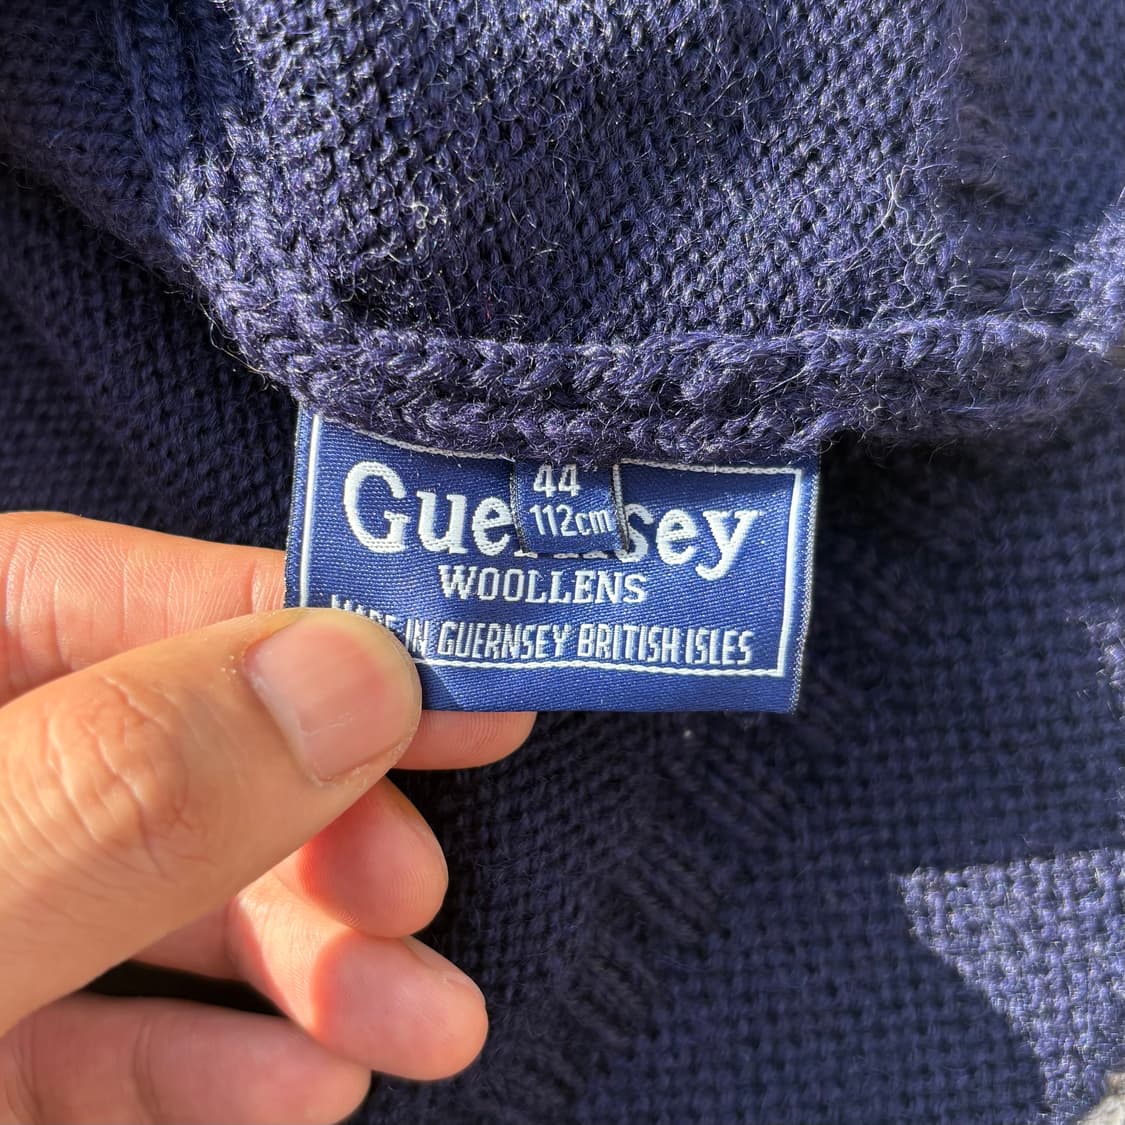 44
112cm
Guernsey
WOOLLENS
MADE IN GUERNSEY BRITISH ISLES